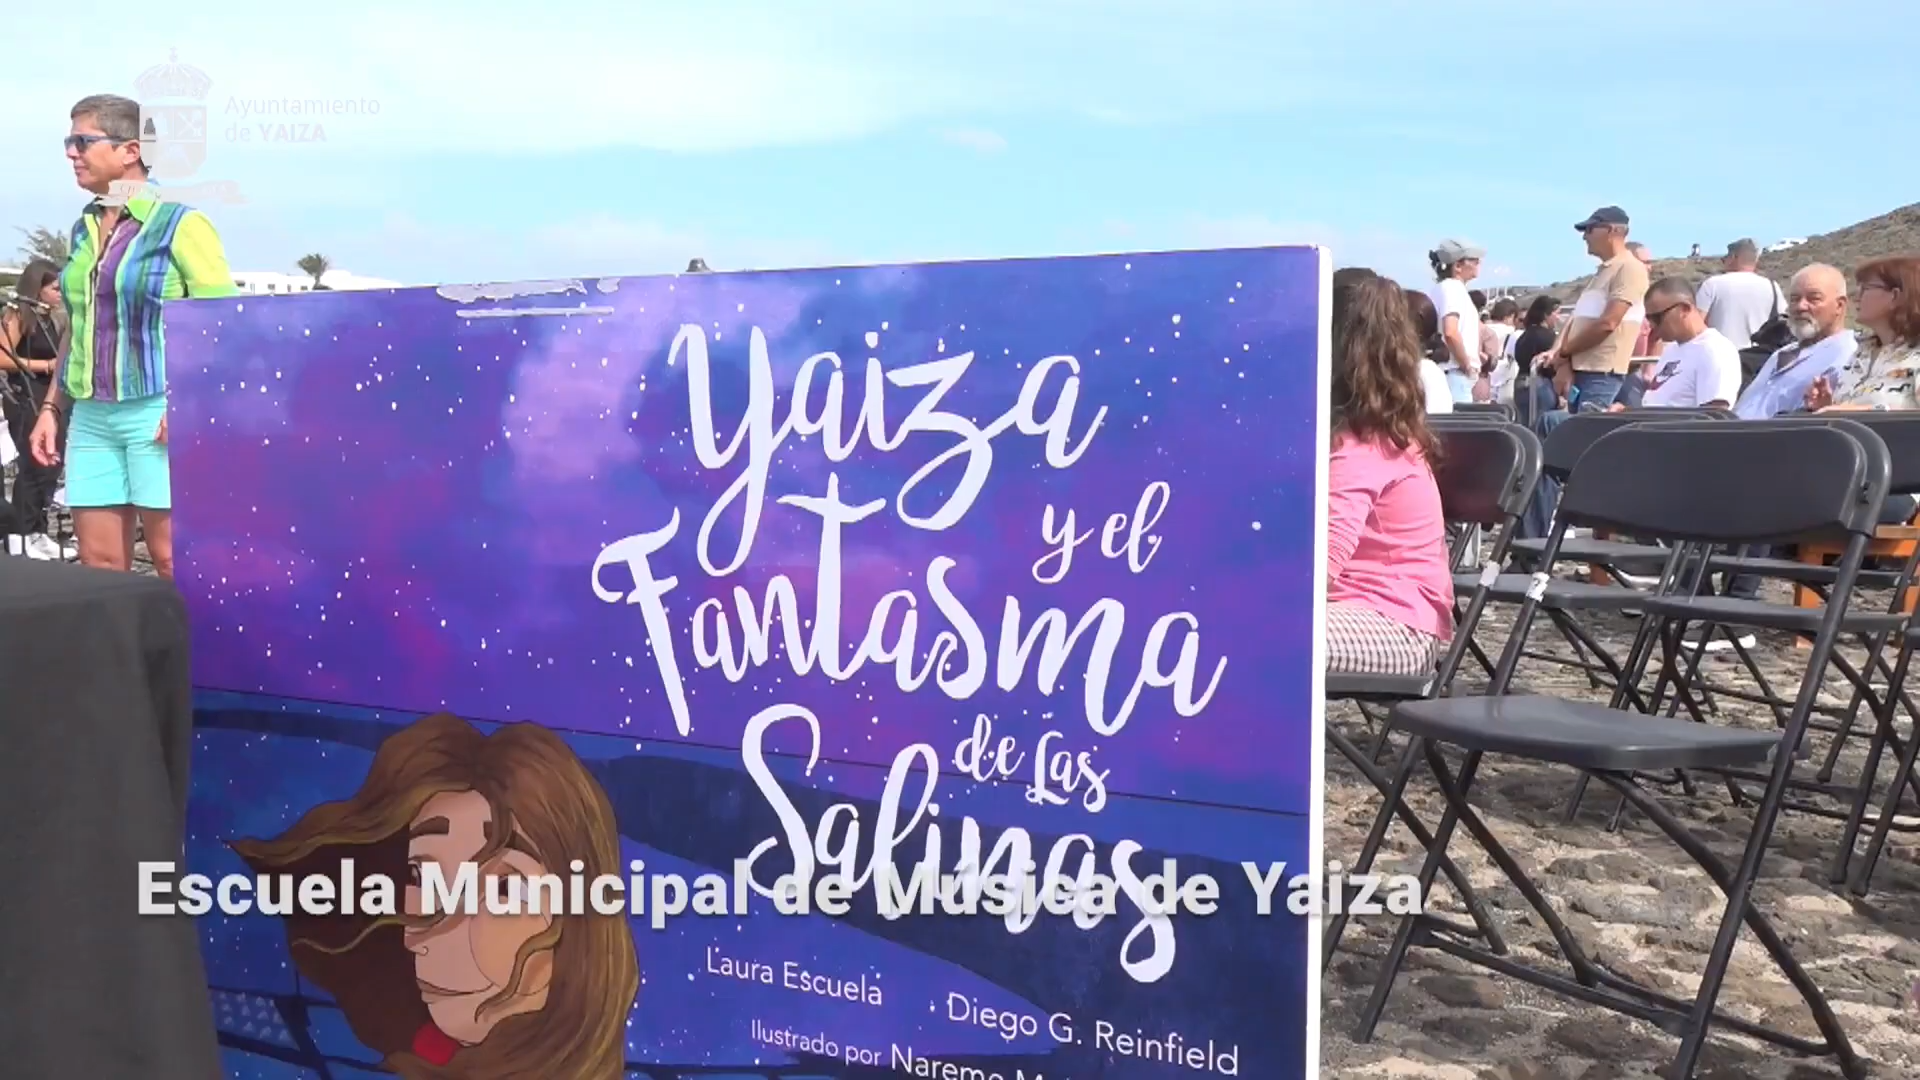 Ayuntamiento
de YAIZA
Yaiza
y el
Fantasma
de Las
Salinas
Escuela Municipal de Música de Yaiza
Laura Escuela
Diego G. Reinfield
Ilustrado por Nareme